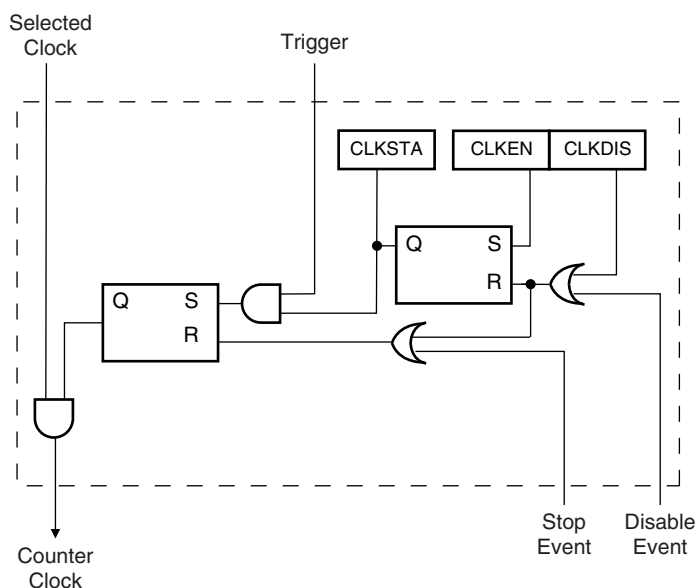 Selected
Clock
Trigger
CLKSTA
CLKEN
CLKDIS
Q
S
R
Q
S
R
Stop
Event
Disable
Event
Counter
Clock